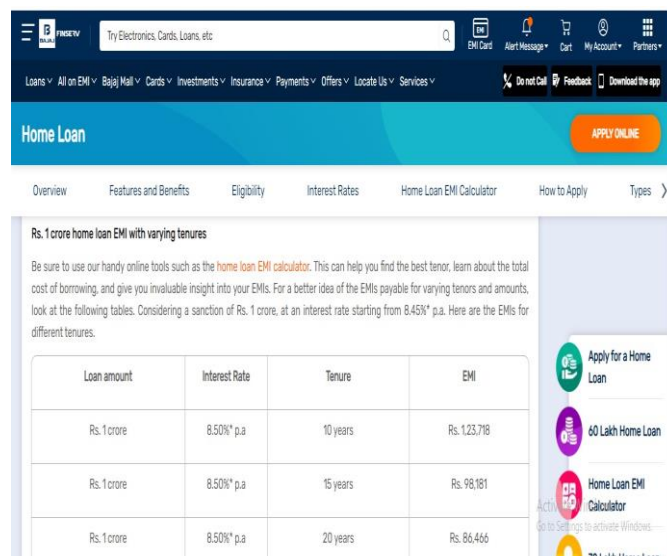 B
BAJAJ
FINSERV
Try Electronics, Cards, Loans, etc
EM
EMI Card
Alert Message
Cart
My Account
Partners
Loans All on EMI Bajaj Mall Cards Investments Insurance Payments Offers Locate Us Services
Do not Call
Feedback
Download the app
Home Loan
APPLY ONLINE
Overview Features and Benefits Eligibility Interest Rates Home Loan EMI Calculator How to Apply Types
Rs. 1 crore home loan EMI with varying tenures
Be sure to use our handy online tools such as the home loan EMI calculator. This can help you find the best tenor, learn about the total
cost of borrowing, and give you invaluable insight into your EMIs. For a better idea of the EMIs payable for varying tenors and amounts,
look at the following tables. Considering a sanction of Rs. 1 crore, at an interest rate starting from 8.45%* p.a. Here are the EMIs for
different tenures.
Loan amount Interest Rate Tenure EMI
Rs. 1 crore 8.50%* p.a 10 years Rs. 1,23,718
Rs. 1 crore 8.50%* p.a 15 years Rs. 98,181
Rs. 1 crore 8.50%* p.a 20 years Rs. 86,466
Apply for a Home
Loan
60 Lakh Home Loan
Home Loan EMI
Calculator
Go to Settings to activate Windows.